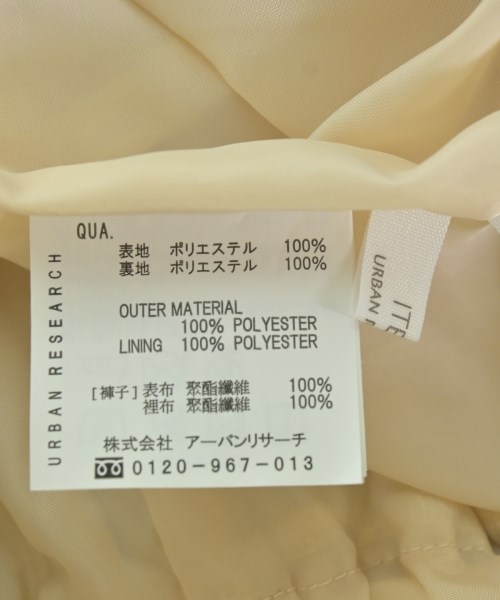 QUA.
表地 ポリエステル 100%
裏地 ポリエステル 100%
OUTER MATERIAL
100% POLYESTER
LINING 100% POLYESTER
[褲子]表布 聚酯纖維 100%
裡布 聚酯纖維 100%
株式会社 アーバンリサーチ
0120-967-013
URBAN RESEARCH
ITE
URBAN